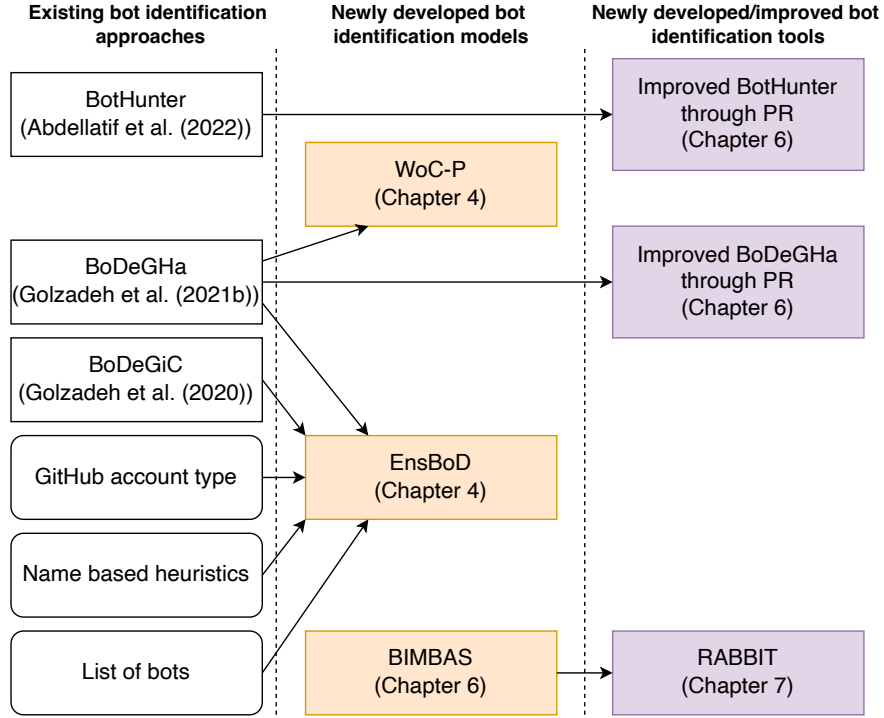 Existing bot identification
approaches
Newly developed bot
identification models
Newly developed/improved bot
identification tools
BotHunter
(Abdellatif et al. (2022))
Improved BotHunter
through PR
(Chapter 6)
WoC-P
(Chapter 4)
BoDeGHa
(Golzadeh et al. (2021b))
Improved BoDeGHa
through PR
(Chapter 6)
BoDeGiC
(Golzadeh et al. (2020))
GitHub account type
EnsBoD
(Chapter 4)
Name based heuristics
List of bots
BIMBAS
(Chapter 6)
RABBIT
(Chapter 7)